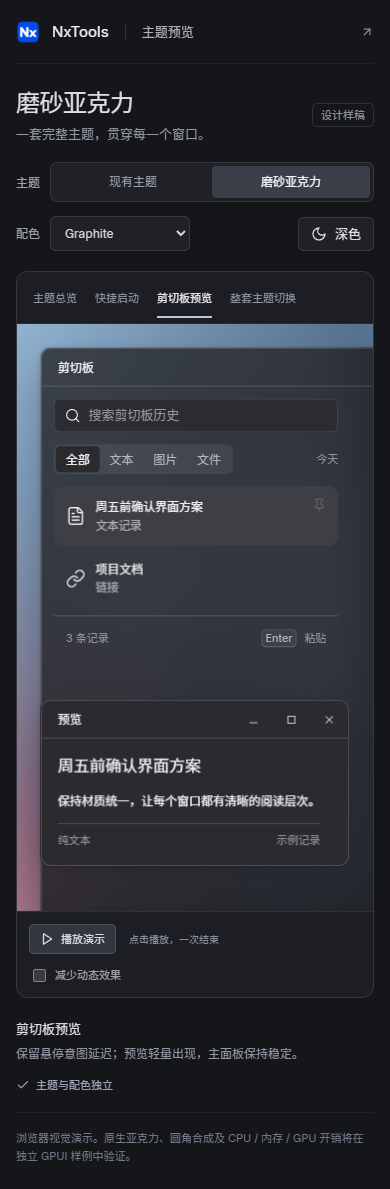 Nx NxTools 主题预览
磨砂亚克力
一套完整主题，贯穿每一个窗口。
设计样稿
主题 现有主题 磨砂亚克力
配色 Graphite 深色
主题总览 快捷启动 剪切板预览 整套主题切换
剪切板
搜索剪切板历史
全部 文本 图片 文件 今天
周五前确认界面方案
文本记录
项目文档
链接
3 条记录 Enter 粘贴
预览
周五前确认界面方案
保持材质统一，让每个窗口都有清晰的阅读层次。
纯文本 示例记录
播放演示 点击播放，一次结束
减少动态效果
剪切板预览
保留悬停意图延迟；预览轻量出现，主面板保持稳定。
主题与配色独立
浏览器视觉演示。原生亚克力、圆角合成及 CPU / 内存 / GPU 开销将在
独立 GPUI 样例中验证。